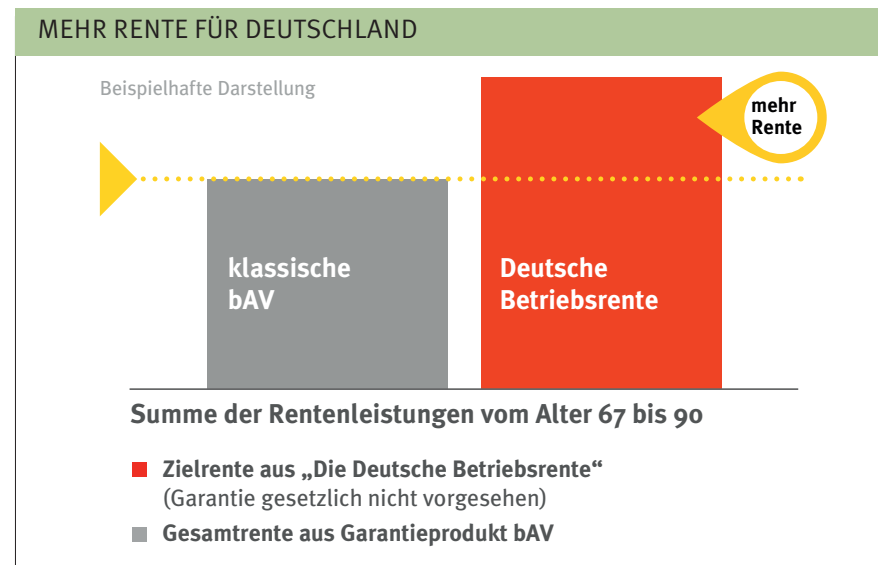 MEHR RENTE FÜR DEUTSCHLAND
Beispielhafte Darstellung
mehr
Rente
klassische
bAV
Deutsche
Betriebsrente
Summe der Rentenleistungen vom Alter 67 bis 90
Zielrente aus „Die Deutsche Betriebsrente“
(Garantie gesetzlich nicht vorgesehen)
Gesamtrente aus Garantieprodukt bAV